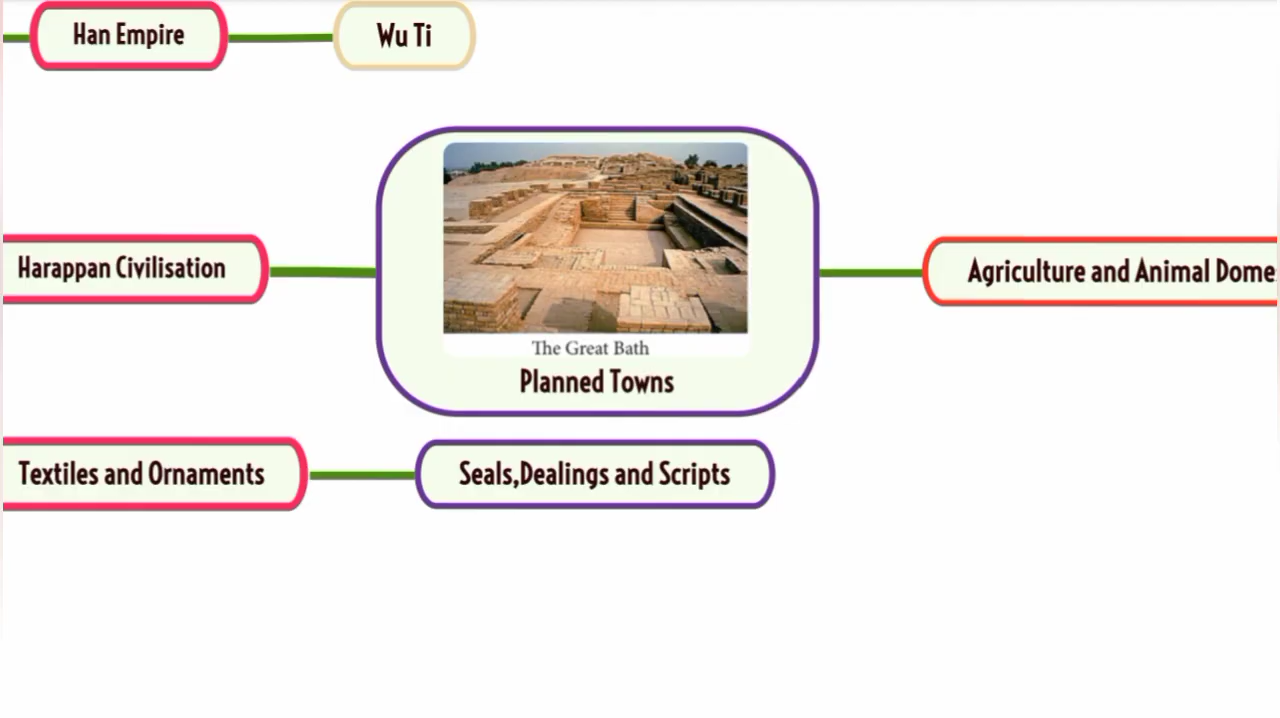 Han Empire
Wu Ti
Harappan Civilisation
The Great Bath
Planned Towns
Agriculture and Animal
Textiles and Ornaments
Seals,Dealings and Scripts